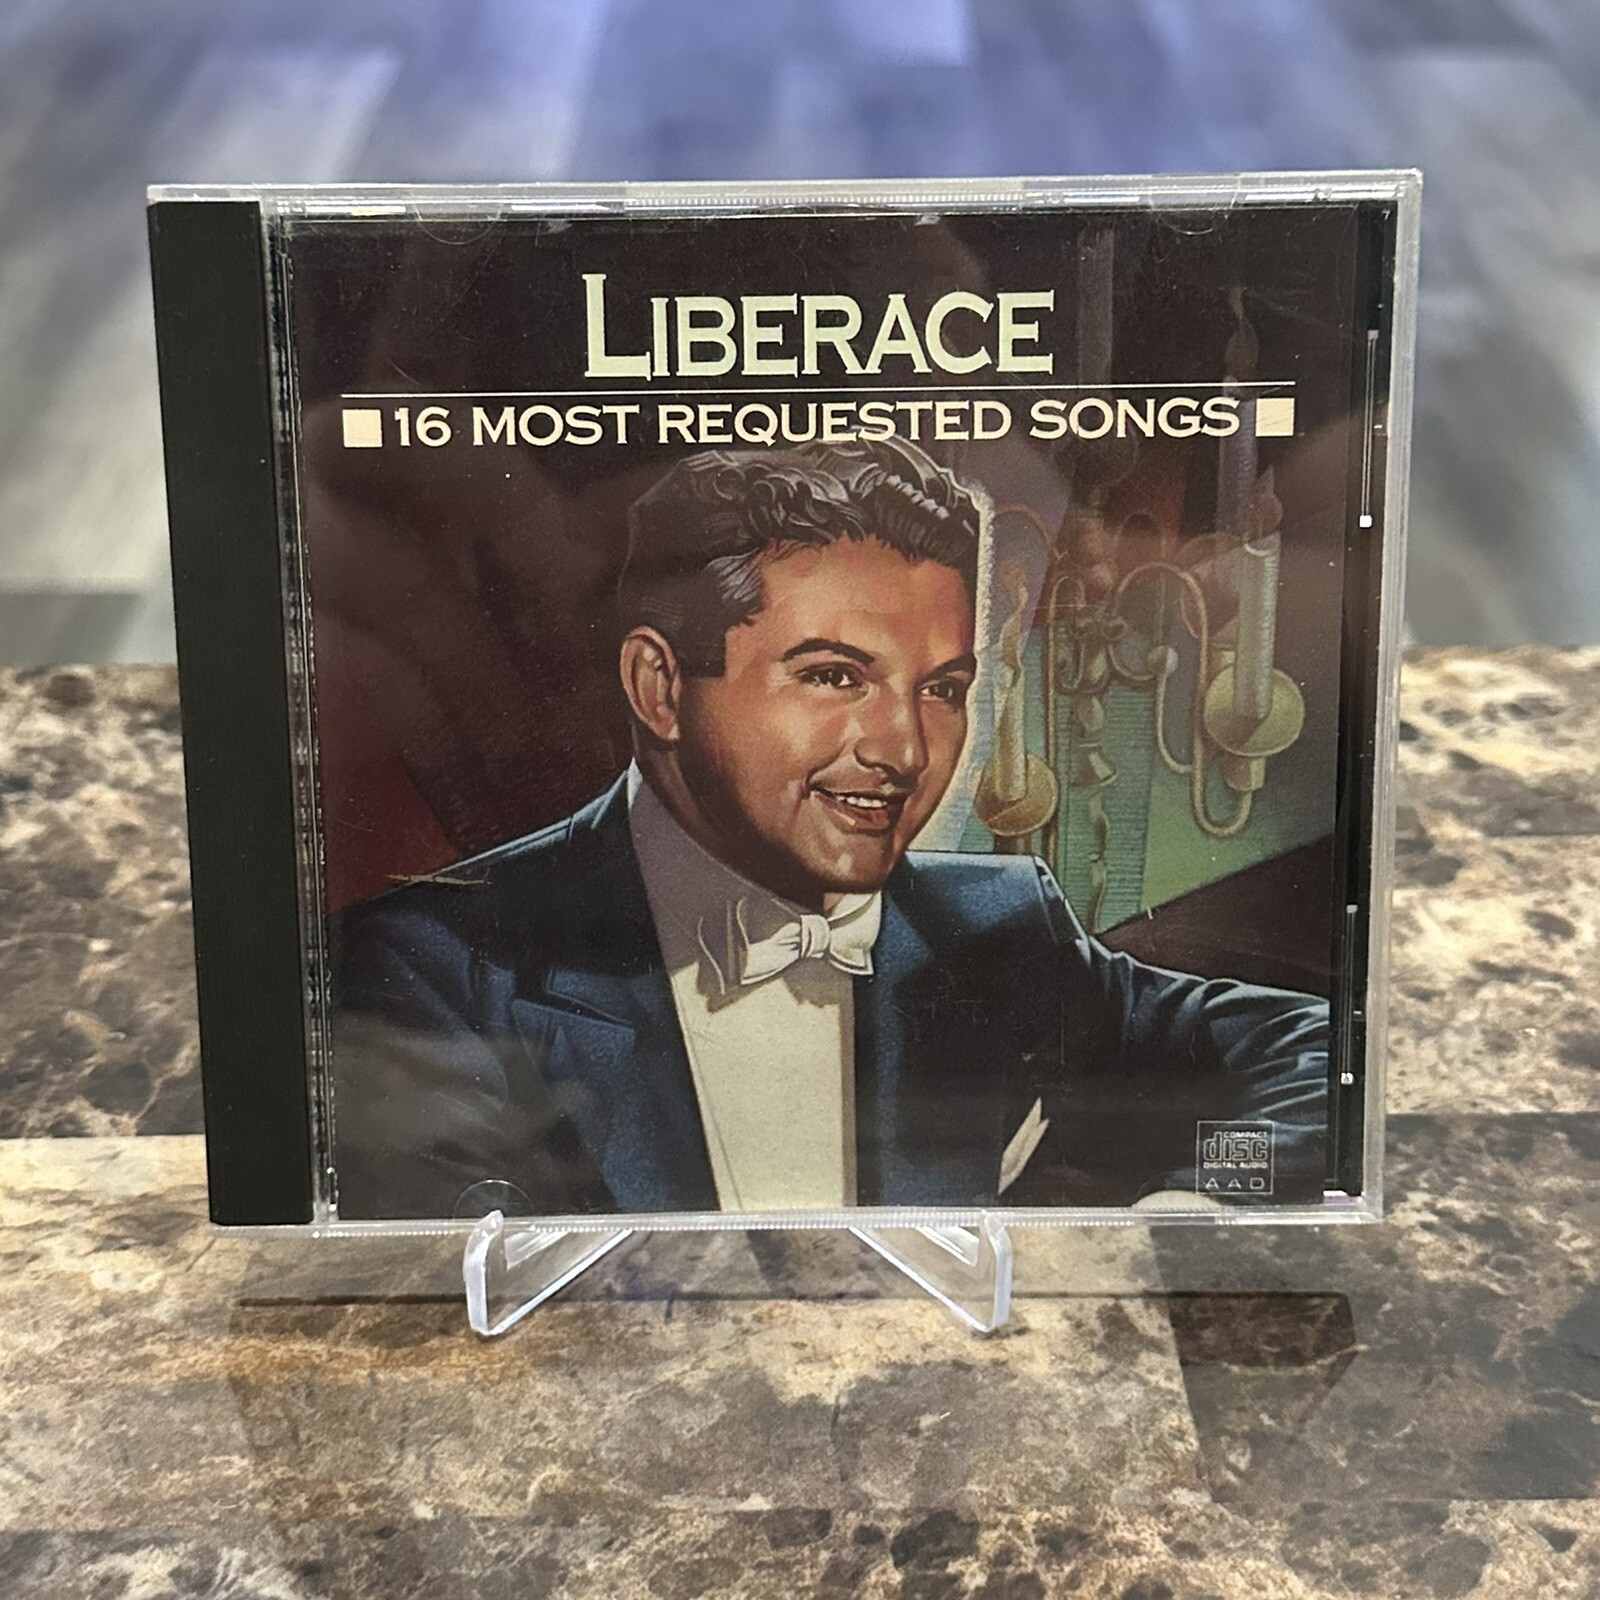 LIBERACE
16 MOST REQUESTED SONGS
COMPACT
disc
DIGITAL AUDIO
AAD